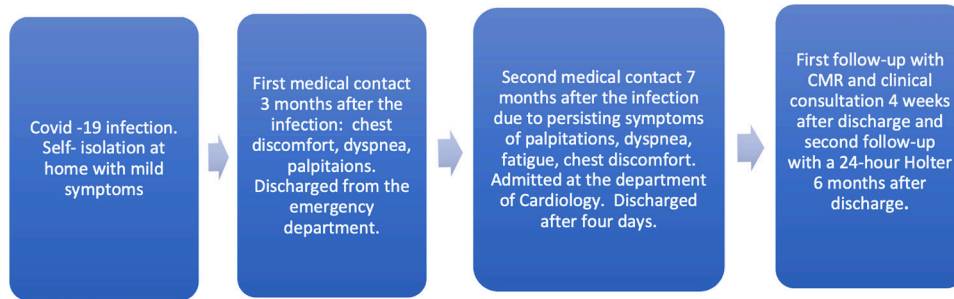 Covid -19 infection.
Self- isolation at
home with mild
symptoms
First medical contact
3 months after the
infection:  chest
discomfort, dyspnea,
palpitaions.
Discharged from the
emergency
department.
Second medical contact 7
months after the infection
due to persisting symptoms
of palpitations, dyspnea,
fatigue, chest discomfort.
Admitted at the department
of Cardiology.  Discharged
after four days.
First follow-up with
CMR and clinical
consultation 4 weeks
after discharge and
second follow-up
with a 24-hour Holter
6 months after
discharge.